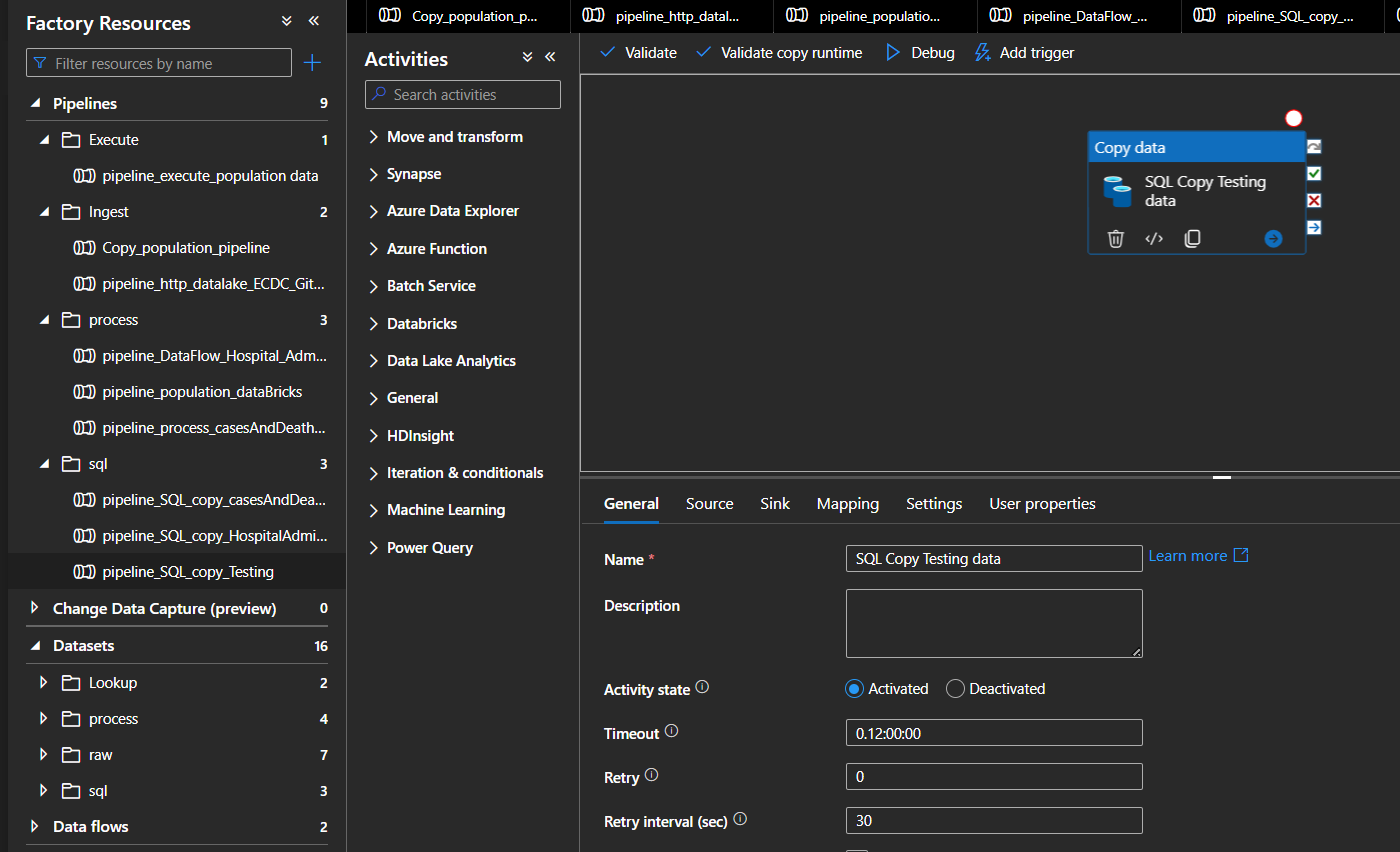 Factory Resources
Filter resources by name
Pipelines 9
Execute 1
pipeline_execute_population data
Ingest 2
Copy_population_pipeline
pipeline_http_datalake_ECDC_Git...
process 3
pipeline_DataFlow_Hospital_Adm...
pipeline_population_dataBricks
pipeline_process_casesAndDeath...
sql 3
pipeline_SQL_copy_casesAndDea...
pipeline_SQL_copy_HospitalAdmi...
pipeline_SQL_copy_Testing
Change Data Capture (preview) 0
Datasets 16
Lookup 2
process 4
raw 7
sql 3
Data flows 2
Copy_population_p... pipeline_http_datal... pipeline_populatio... pipeline_DataFlow_... pipeline_SQL_copy_...
Activities
Search activities
Move and transform
Synapse
Azure Data Explorer
Azure Function
Batch Service
Databricks
Data Lake Analytics
General
HDInsight
Iteration & conditionals
Machine Learning
Power Query
Validate Validate copy runtime Debug Add trigger
Copy data
SQL Copy Testing
data
General Source Sink Mapping Settings User properties
Name * SQL Copy Testing data Learn more
Description
Activity state Activated Deactivated
Timeout 0.12:00:00
Retry 0
Retry interval (sec) 30